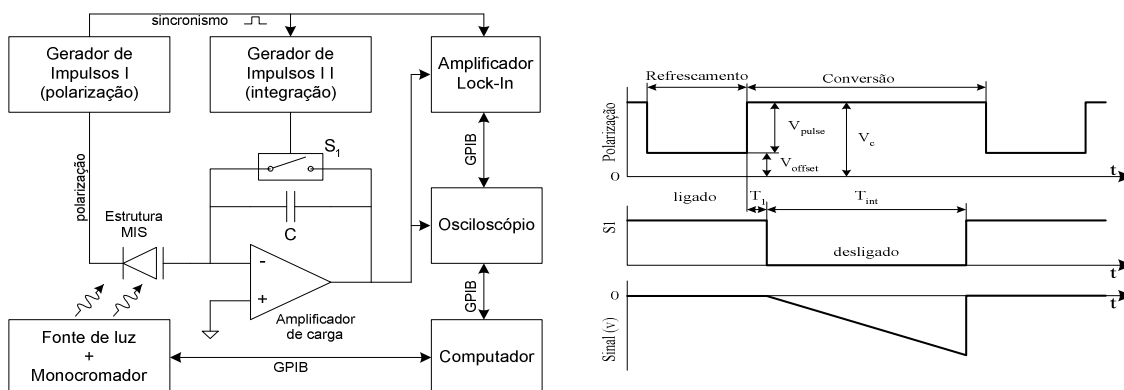 sincronismo
Gerador de
Impulsos I
(polarização)
Gerador de
Impulsos I I
(integração)
Amplificador
Lock-In
S1
C
polarização
Estrutura
MIS
-
+
Amplificador
de carga
GPIB
Osciloscópio
GPIB
Computador
Fonte de luz
+
Monocromador
GPIB
Refrescamento
Conversão
Polarização
Vpulse
Vc
Voffset
O
t
ligado
T1
Tint
S1
desligado
t
O
t
Sinal (v)